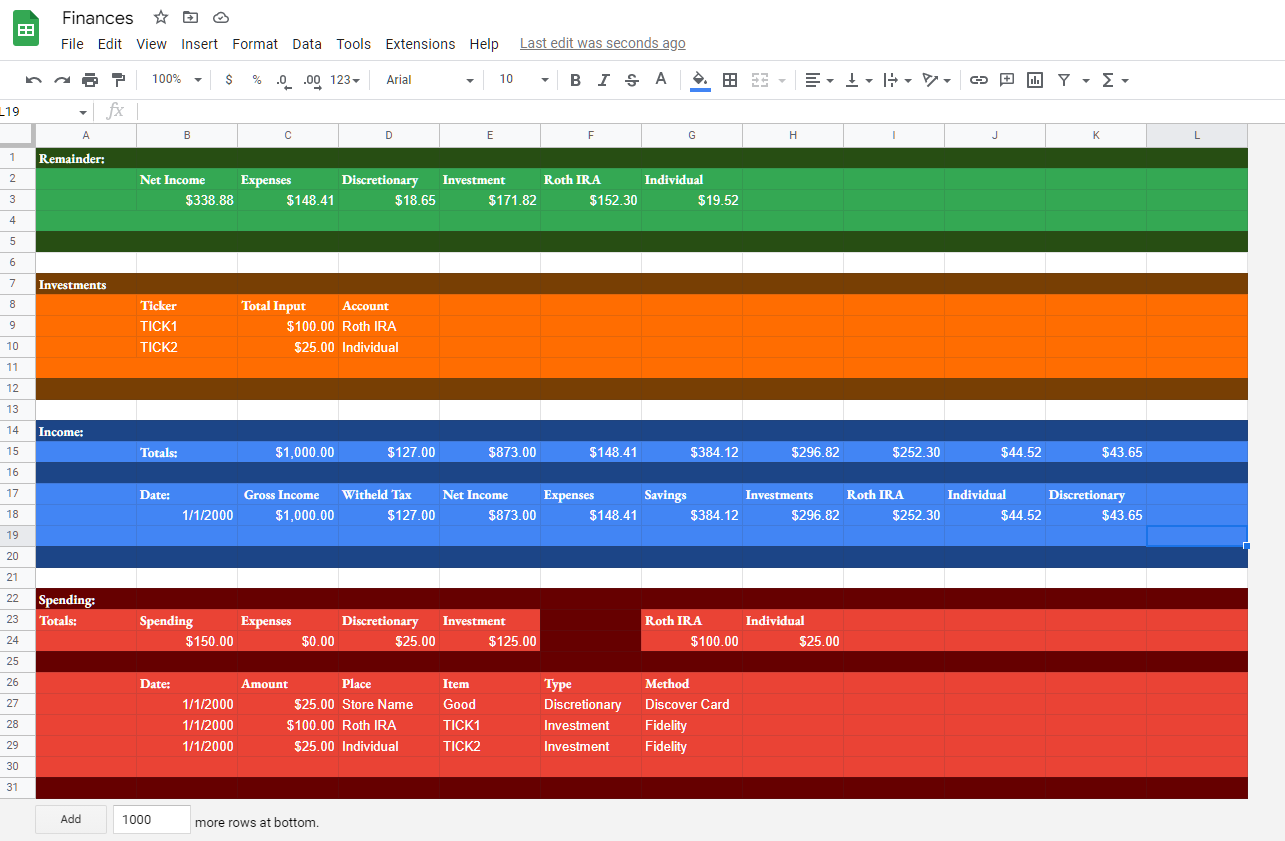 Finances
File Edit View Insert Format Data Tools Extensions Help Last edit was seconds ago
100% $ % .0 .00 123 Arial 10 B I S A
L19 fx
A B C D E F G H I J K L
1 Remainder:
2 Net Income Expenses Discretionary Investment Roth IRA Individual
3 $338.88 $148.41 $18.65 $171.82 $152.30 $19.52
4
5
6
7 Investments
8 Ticker Total Input Account
9 TICK1 $100.00 Roth IRA
10 TICK2 $25.00 Individual
11
12
13
14 Income:
15 Totals: $1,000.00 $127.00 $873.00 $148.41 $384.12 $296.82 $252.30 $44.52 $43.65
16
17 Date: Gross Income Witheld Tax Net Income Expenses Savings Investments Roth IRA Individual Discretionary
18 1/1/2000 $1,000.00 $127.00 $873.00 $148.41 $384.12 $296.82 $252.30 $44.52 $43.65
19
20
21
22 Spending:
23 Totals: Spending Expenses Discretionary Investment Roth IRA Individual
24 $150.00 $0.00 $25.00 $125.00 $100.00 $25.00
25
26 Date: Amount Place Item Type Method
27 1/1/2000 $25.00 Store Name Good Discretionary Discover Card
28 1/1/2000 $100.00 Roth IRA TICK1 Investment Fidelity
29 1/1/2000 $25.00 Individual TICK2 Investment Fidelity
30
31
Add 1000 more rows at bottom.